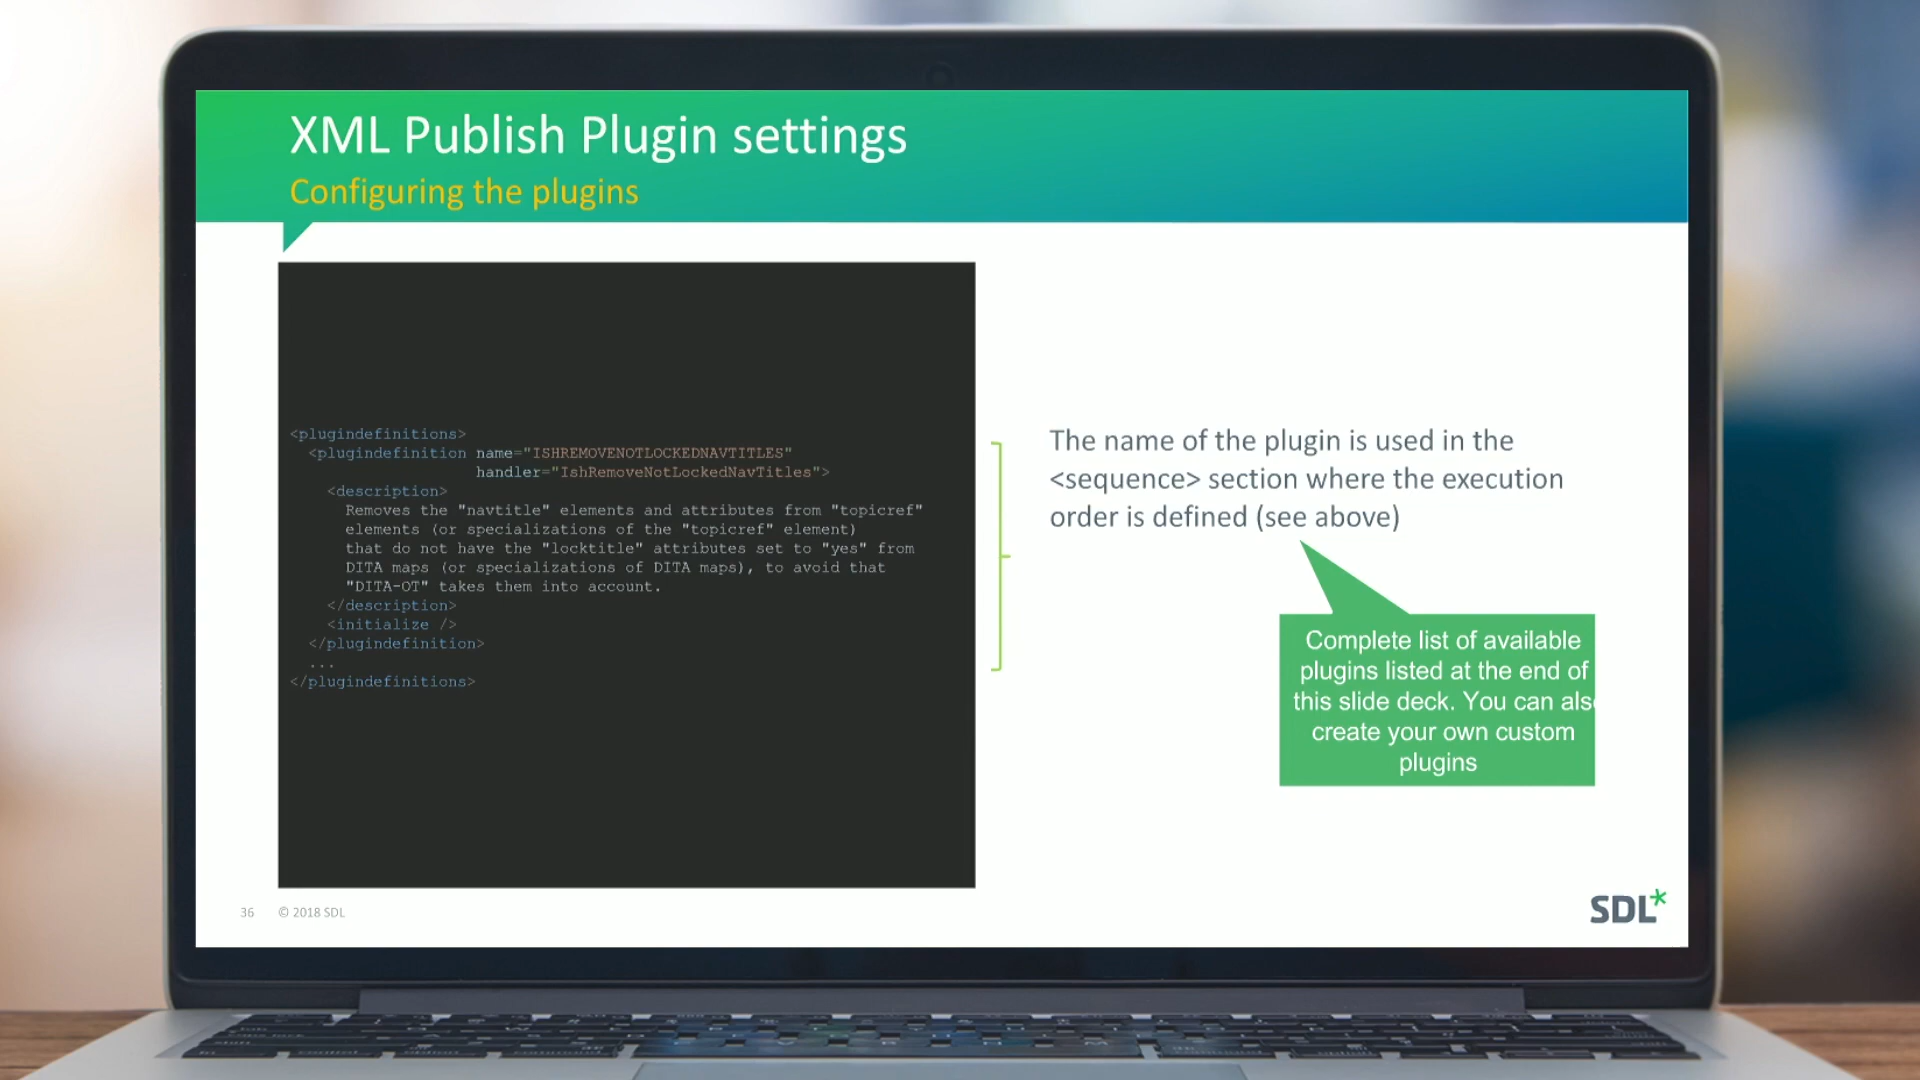 XML Publish Plugin settings
Configuring the plugins
<plugindefinitions>
<plugindefinition name="ISHREMOVENOTLOCKEDNAVTITLES"
handler="IshRemoveNotLockedNavTitles">
<description>
Removes the "navtitle" elements and attributes from "topicref"
elements (or specializations of the "topicref" element)
that do not have the "locktitle" attributes set to "yes" from
DITA maps (or specializations of DITA maps), to avoid that
"DITA-OT" takes them into account.
</description>
<initialize />
</plugindefinition>
...
</plugindefinitions>
The name of the plugin is used in the
<sequence> section where the execution
order is defined (see above)
Complete list of available
plugins listed at the end of
this slide deck. You can als
create your own custom
plugins
36 © 2018 SDL
SDL*